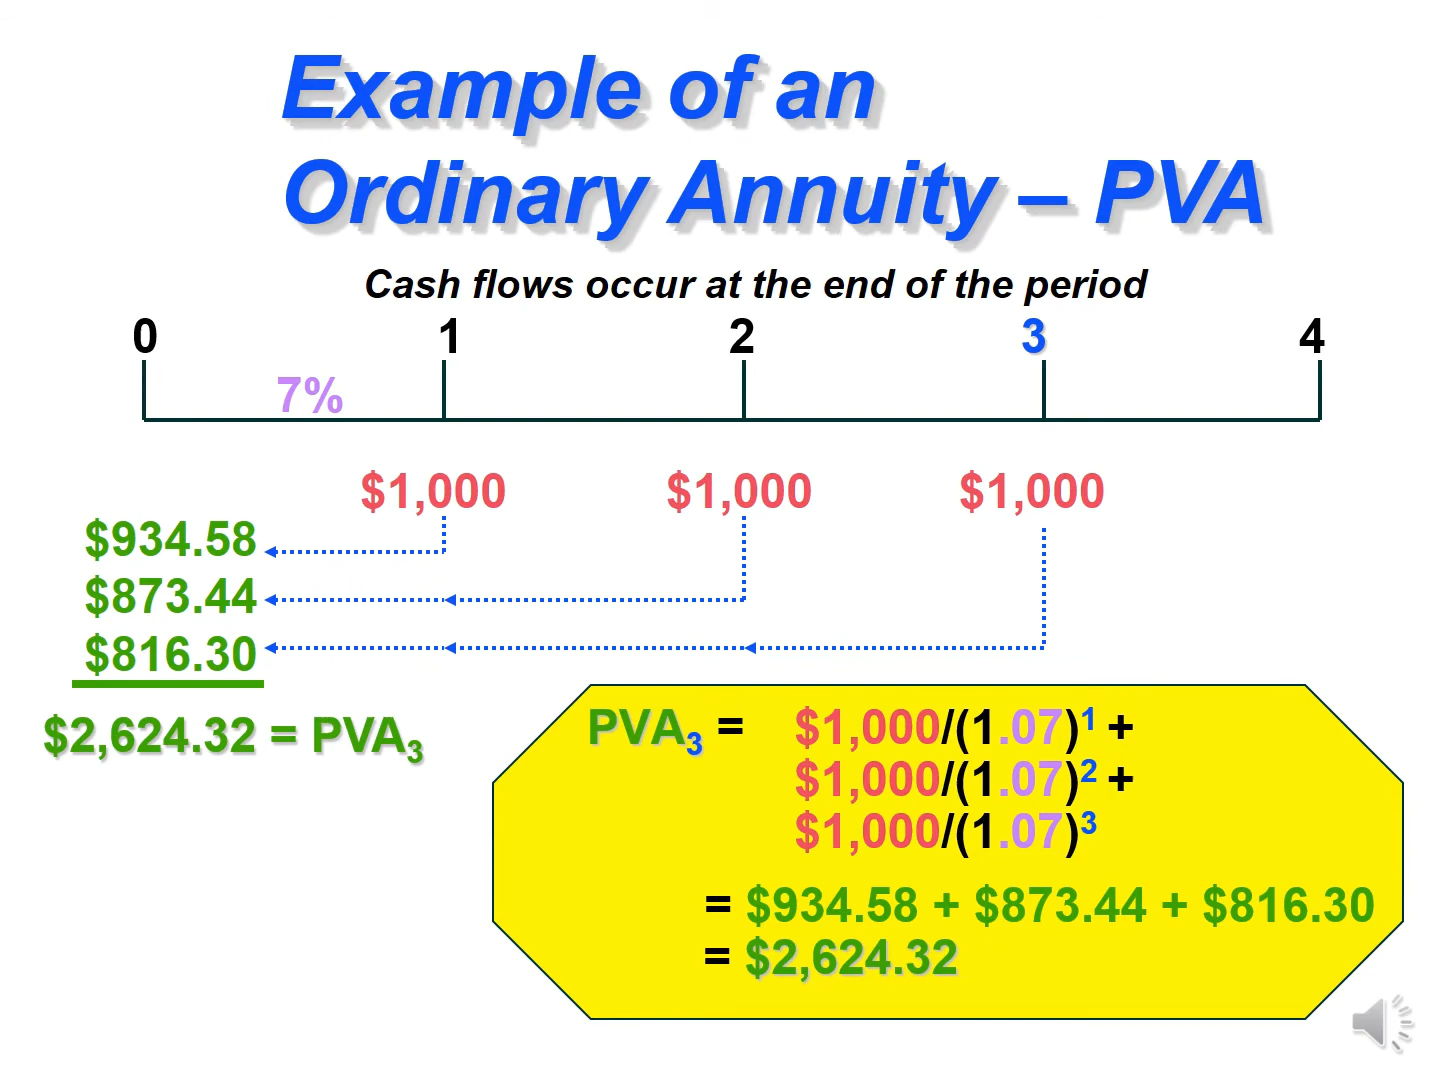 Example of an
Ordinary Annuity – PVA
Cash flows occur at the end of the period
0 1 2 3 4
7%
$1,000 $1,000 $1,000
$934.58
$873.44
$816.30
$2,624.32 = PVA3
PVA3 = $1,000/(1.07)1 +
$1,000/(1.07)2 +
$1,000/(1.07)3
= $934.58 + $873.44 + $816.30
= $2,624.32